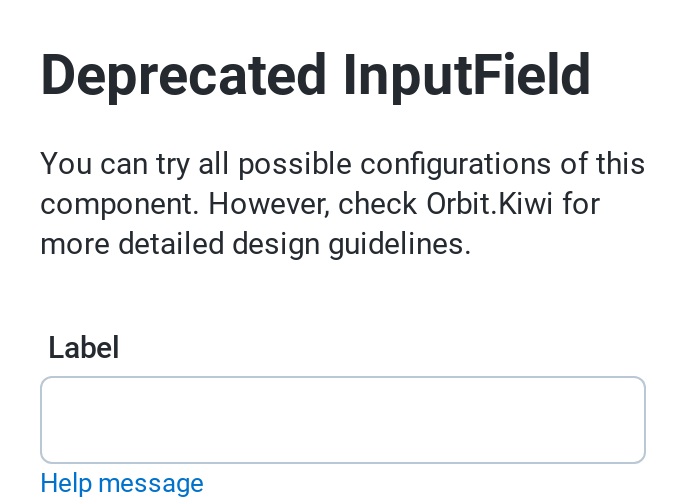 Deprecated InputField
You can try all possible configurations of this
component. However, check Orbit.Kiwi for
more detailed design guidelines.
Label
Help message